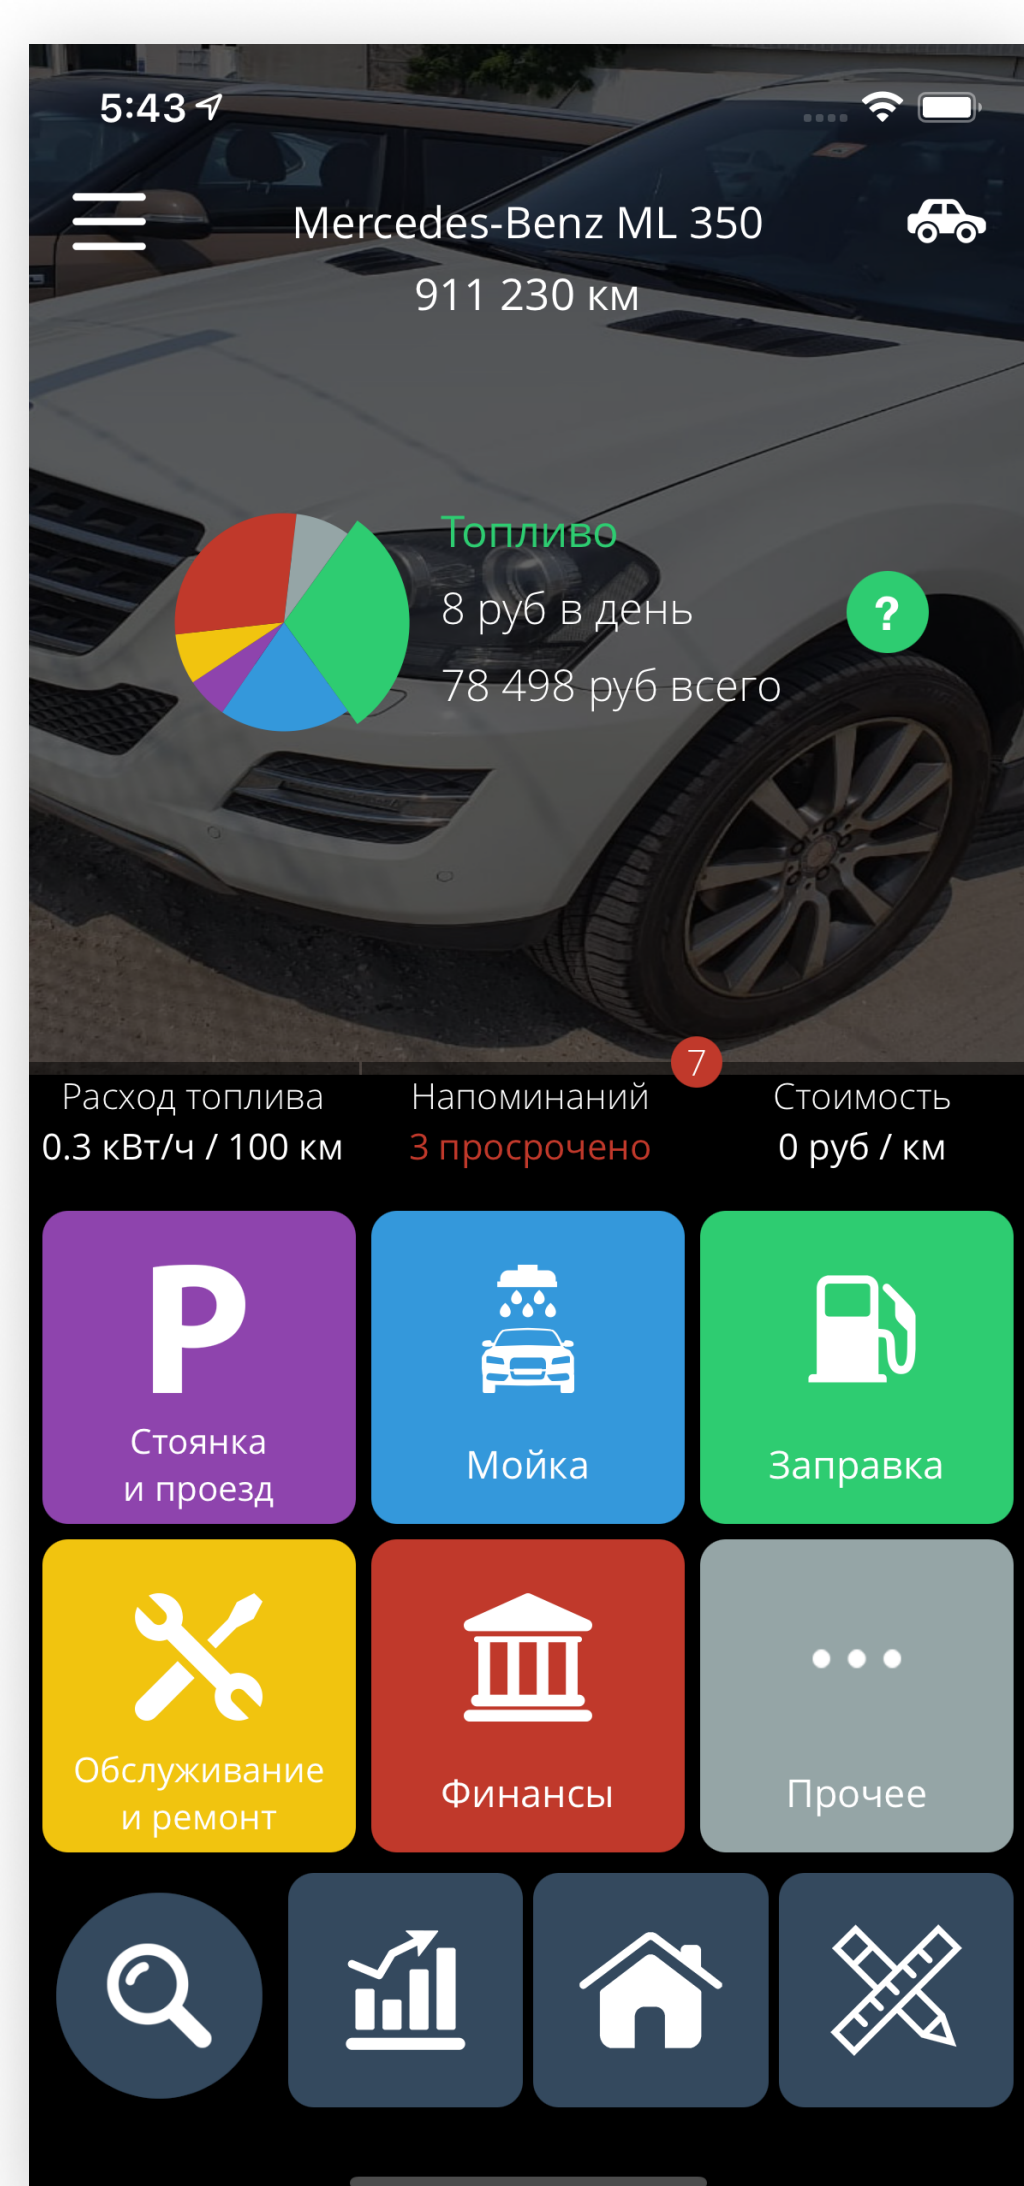 5:43
Mercedes-Benz ML 350
911 230 км
Топливо
8 руб в день
?
78 498 руб всего
7
Расход топлива
Напоминаний
Стоимость
0.3 кВт/ч / 100 км
3 просрочено
0 руб / км
P
Стоянка
и проезд
Мойка
Заправка
Обслуживание
и ремонт
Финансы
Прочее